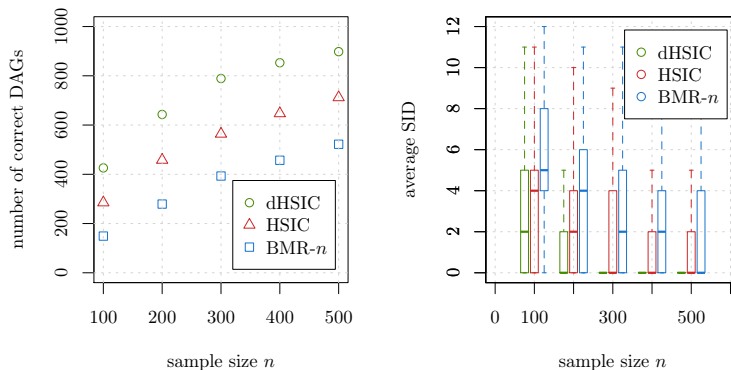 number of correct DAGs
1000
800
600
400
200
0
dHSIC
HSIC
BMR-n
100 200 300 400 500
sample size n
average SID
12
10
8
6
4
2
0
dHSIC
HSIC
BMR-n
0 100 300 500
sample size n